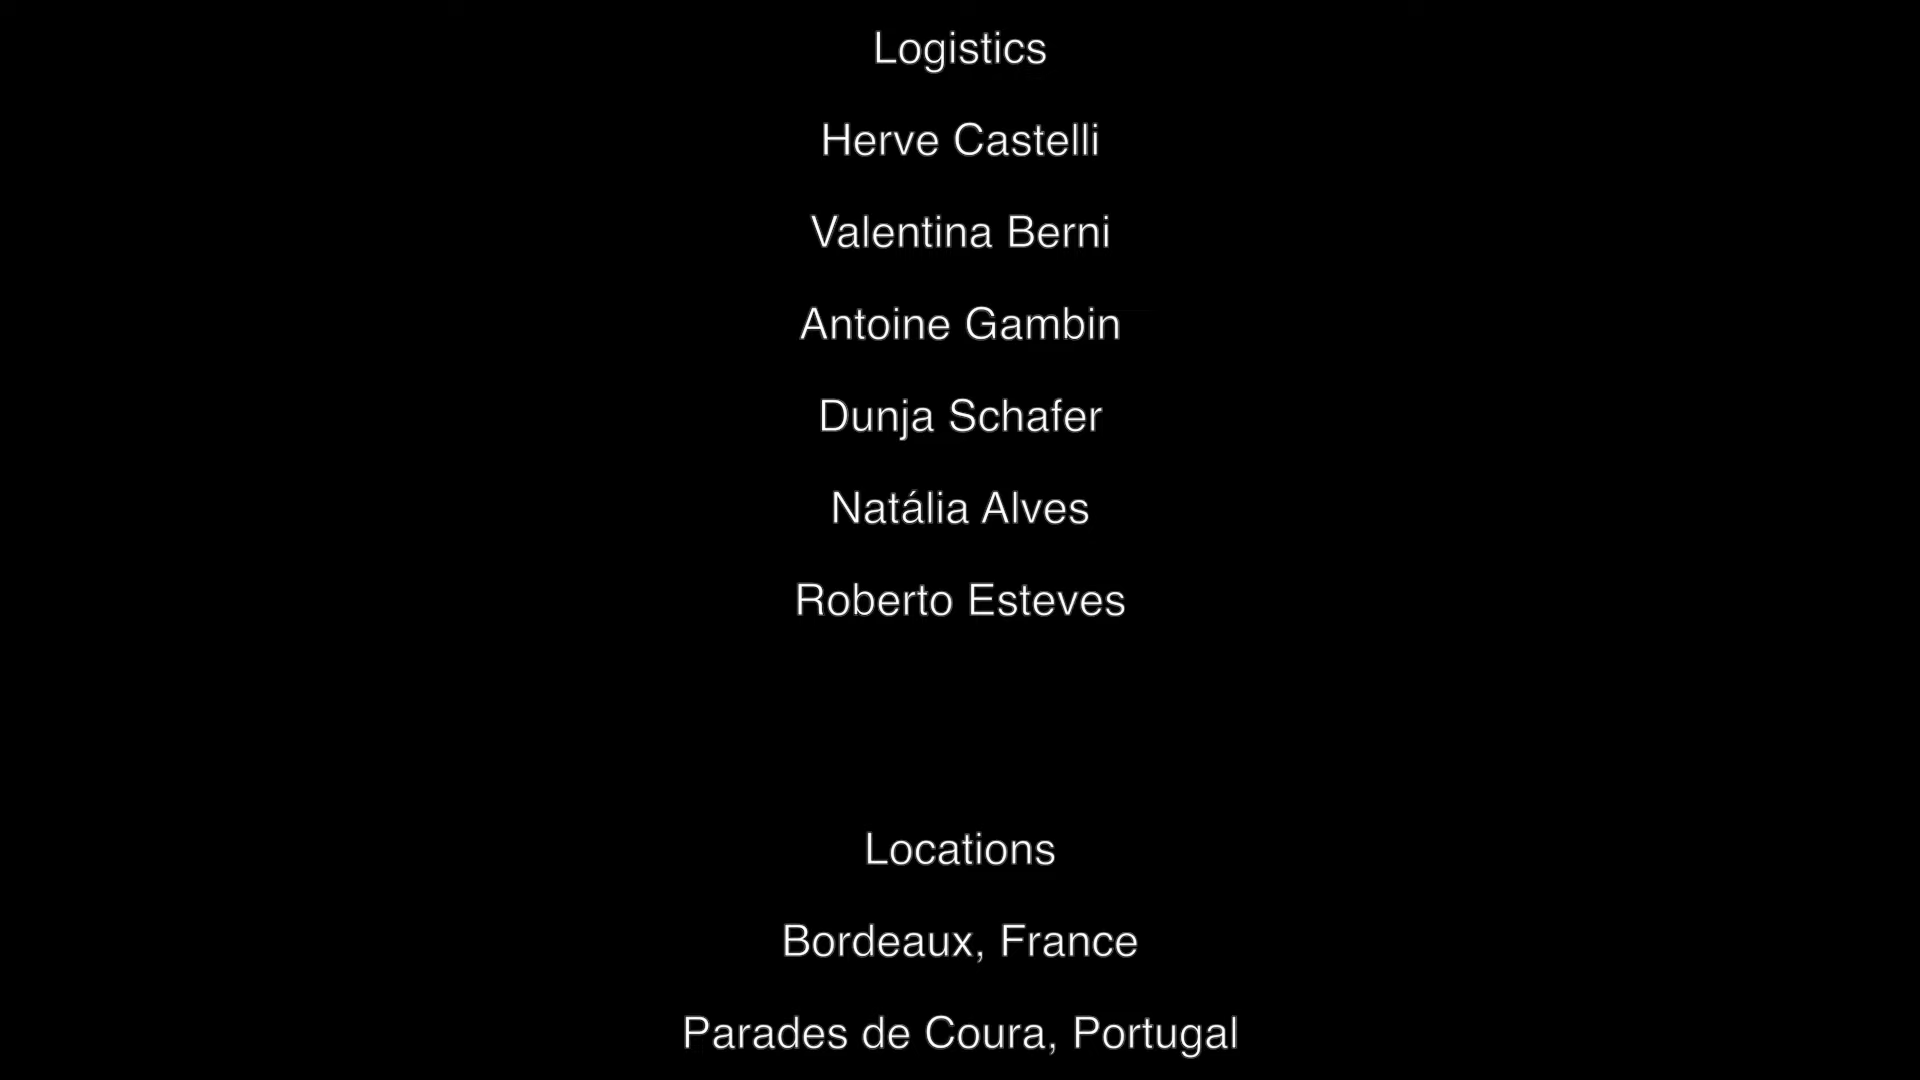 Logistics
Herve Castelli
Valentina Berni
Antoine Gambin
Dunja Schafer
Natália Alves
Roberto Esteves
Locations
Bordeaux, France
Parades de Coura, Portugal